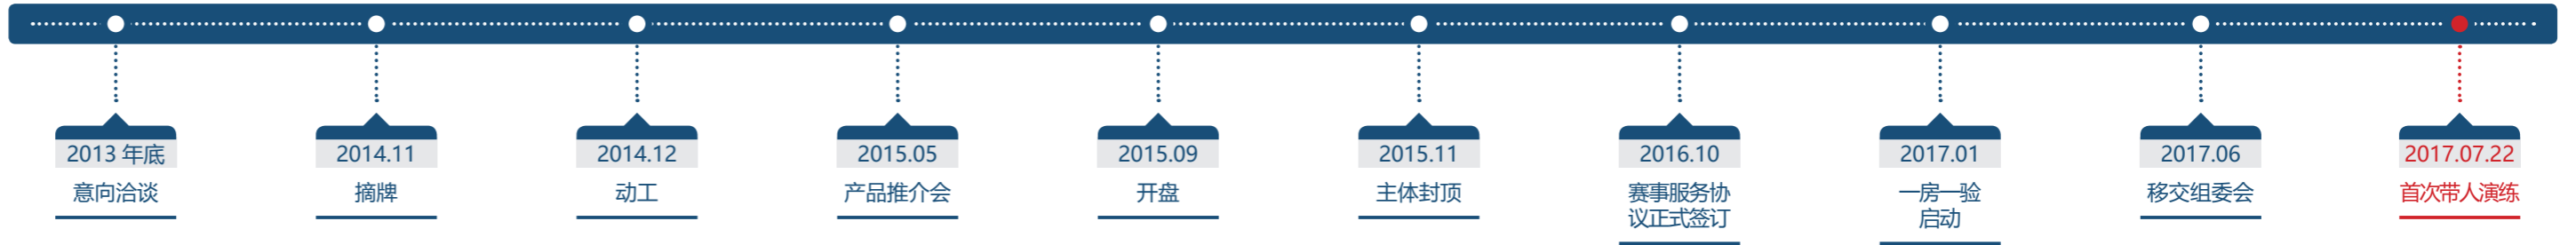 2013 年底
意向洽谈
2014.11
摘牌
2014.12
动工
2015.05
产品推介会
2015.09
开盘
2015.11
主体封顶
2016.10
赛事服务协
议正式签订
2017.01
一房一验
启动
2017.06
移交组委会
2017.07.22
首次带人演练